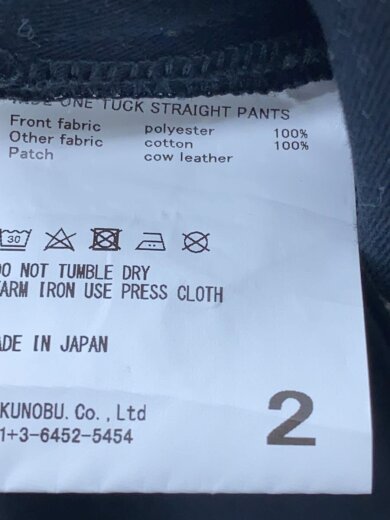 ONE TUCK STRAIGHT PANTS
Front fabric polyester 100%
Other fabric cotton 100%
Patch cow leather
30
DO NOT TUMBLE DRY
ARM IRON USE PRESS CLOTH
ADE IN JAPAN
KUNOBU. Co., Ltd
1+3-6452-5454
2